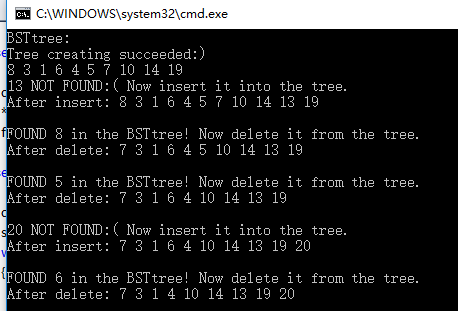 C:\WINDOWS\system32\cmd.exe
BSTtree:
Tree creating succeeded:)
8 3 1 6 4 5 7 10 14 19
13 NOT FOUND:( Now insert it into the tree.
After insert: 8 3 1 6 4 5 7 10 14 13 19
FOUND 8 in the BSTtree! Now delete it from the tree.
After delete: 7 3 1 6 4 5 10 14 13 19
FOUND 5 in the BSTtree! Now delete it from the tree.
After delete: 7 3 1 6 4 10 14 13 19
20 NOT FOUND:( Now insert it into the tree.
After insert: 7 3 1 6 4 10 14 13 19 20
FOUND 6 in the BSTtree! Now delete it from the tree.
After delete: 7 3 1 4 10 14 13 19 20